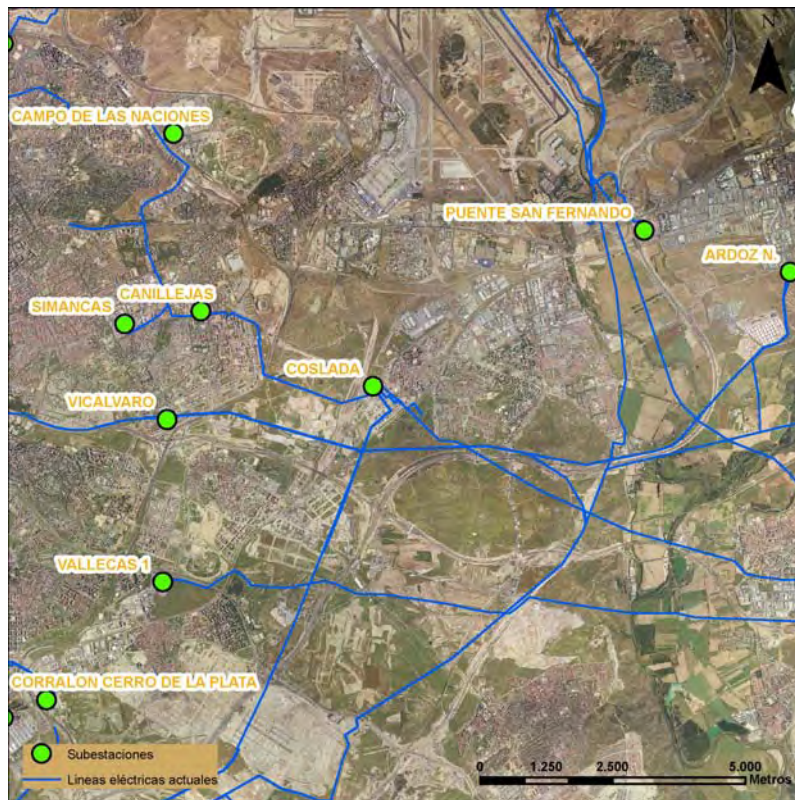 N
CAMPO DE LAS NACIONES
PUENTE SAN FERNANDO
ARDOZ N.
CANILLEJAS
SIMANCAS
COSLADA
VICALVARO
VALLECAS 1
CORRALON CERRO DE LA PLATA
Subestaciones
Lineas eléctricas actuales
0 1.250 2.500 5.000
Metros